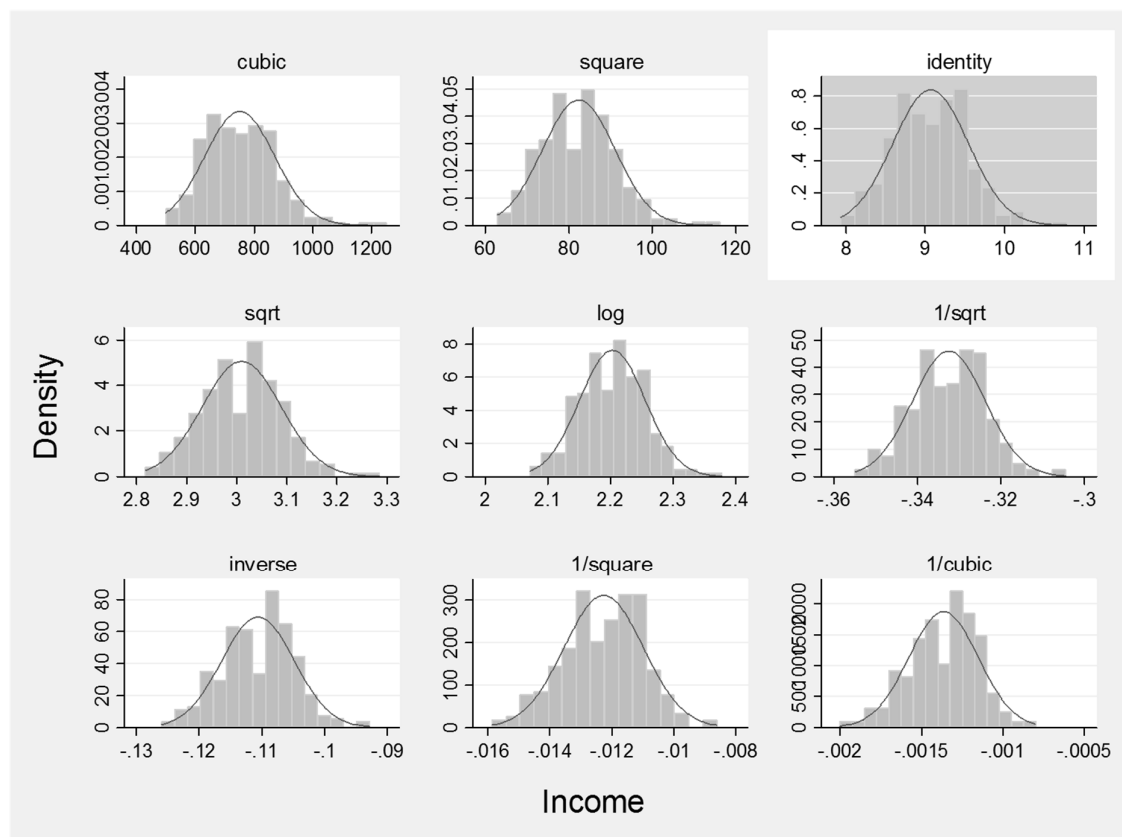 cubic
0 .001.002.003.004
400 600 800 1000 1200
square
0 .01.02.03.04.05
60 80 100 120
identity
0 .2 .4 .6 .8
8 9 10 11
sqrt
0 2 4 6
2.8 2.9 3 3.1 3.2 3.3
log
0 2 4 6 8
2 2.1 2.2 2.3 2.4
1/sqrt
0 10 20 30 40 50
-.36 -.34 -.32 -.3
inverse
0 20 40 60 80
-.13 -.12 -.11 -.1 -.09
1/square
0 100 200 300
-.016 -.014 -.012 -.01 -.008
1/cubic
0 500100015002000
-.002 -.0015 -.001 -.0005
Density
Income